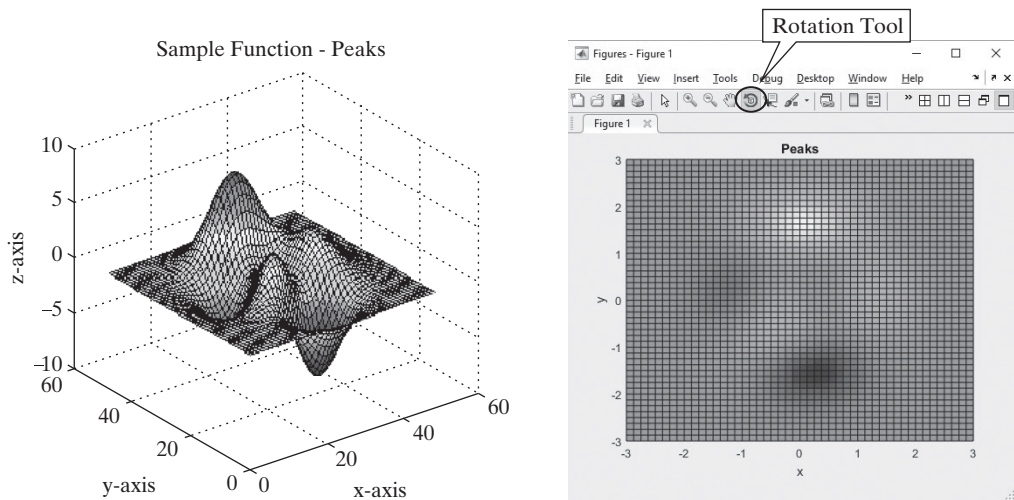 Sample Function - Peaks
10
5
0
−5
−10
z-axis
60
40
20
0
y-axis
0
20
40
60
x-axis
Rotation Tool
Figures - Figure 1
File Edit View Insert Tools Debug Desktop Window Help
Figure 1
Peaks
3
2
1
0
-1
-2
-3
y
-3 -2 -1 0 1 2 3
x